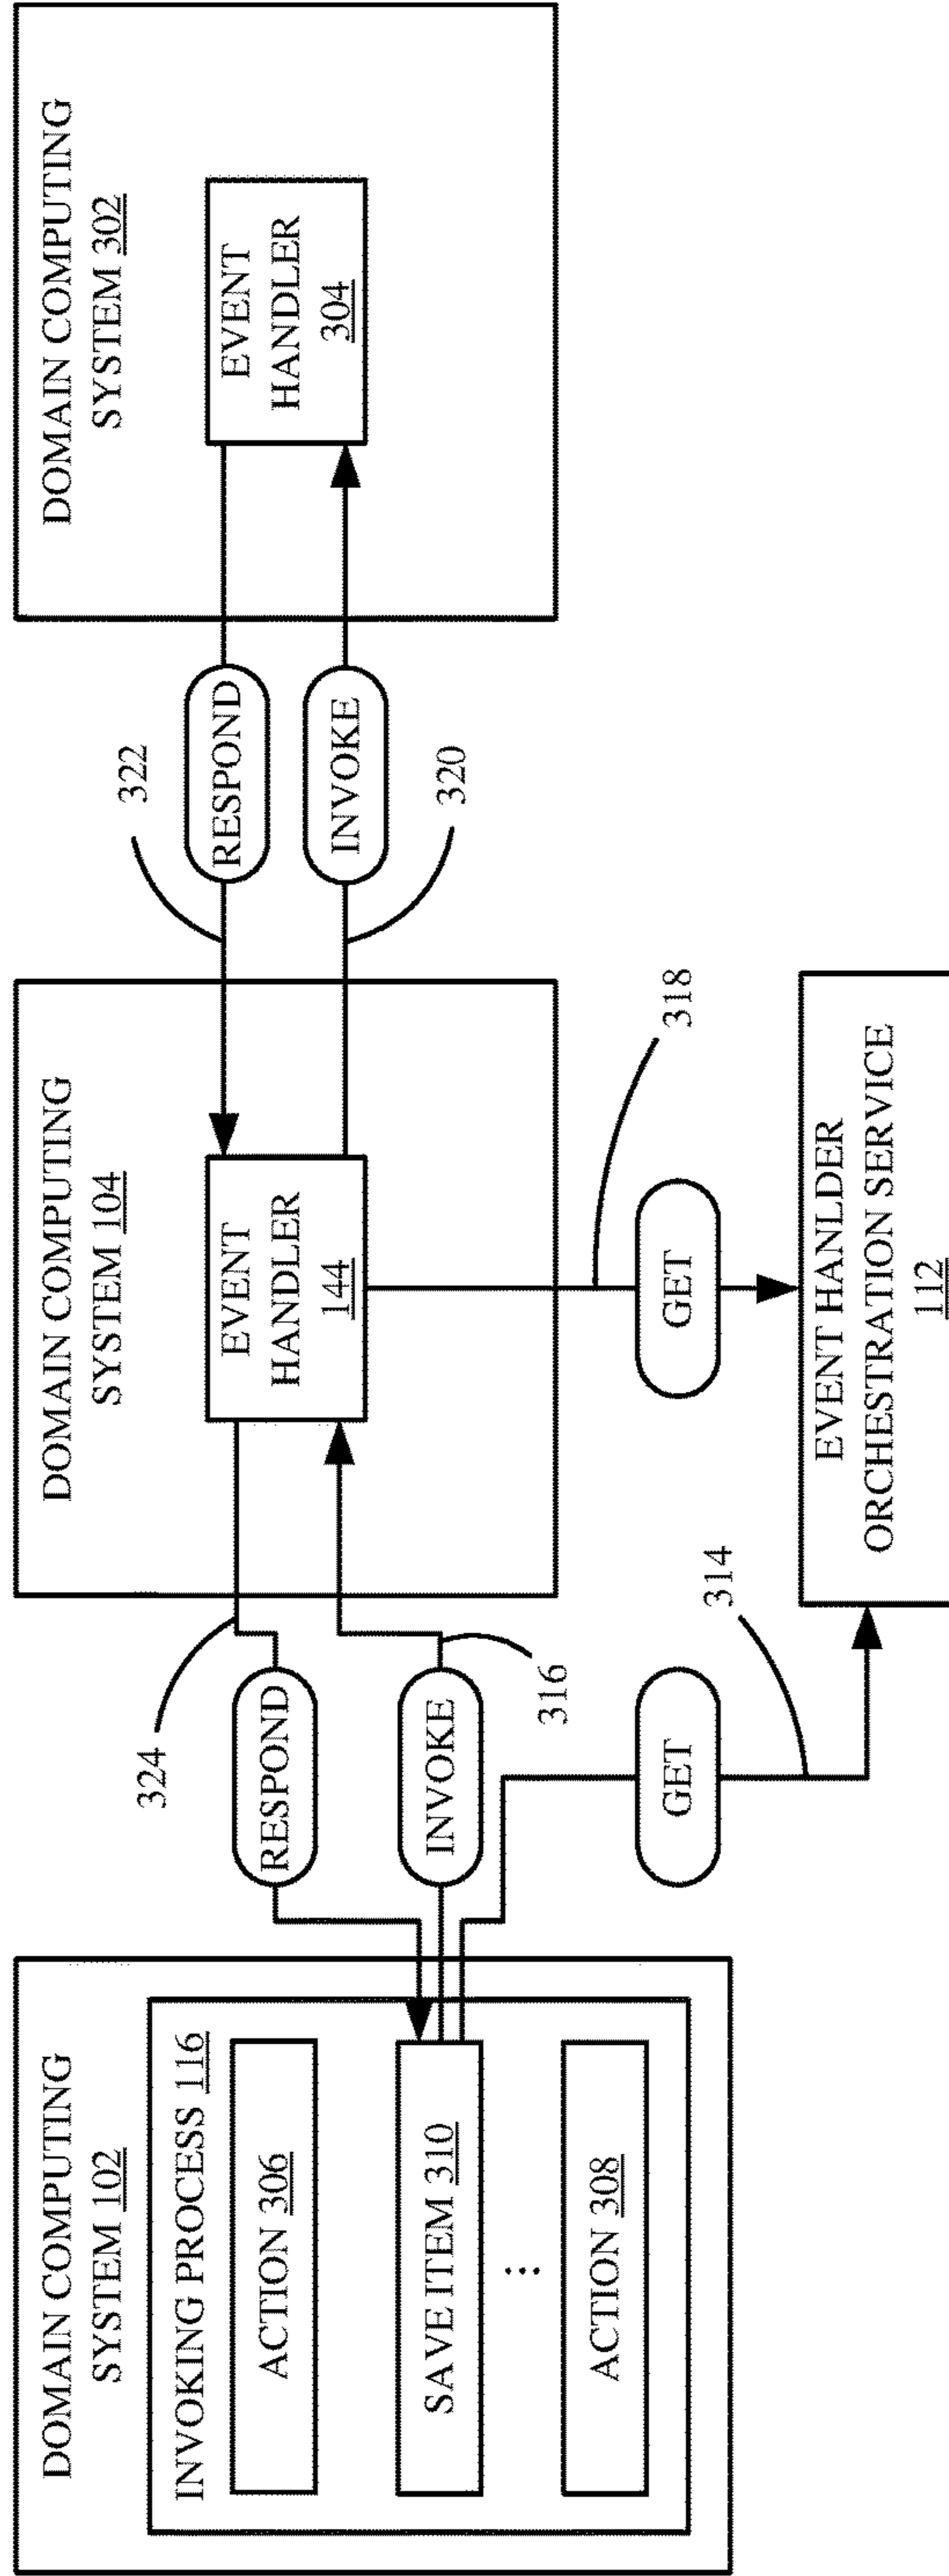 DOMAIN COMPUTING
SYSTEM 102
INVOKING PROCESS 116
ACTION 306
SAVE ITEM 310
...
ACTION 308
324
RESPOND
INVOKE
316
GET
314
DOMAIN COMPUTING
SYSTEM 104
EVENT
HANDLER
144
GET
318
EVENT HANLDER
ORCHESTRATION SERVICE
112
322
RESPOND
INVOKE
320
DOMAIN COMPUTING
SYSTEM 302
EVENT
HANDLER
304